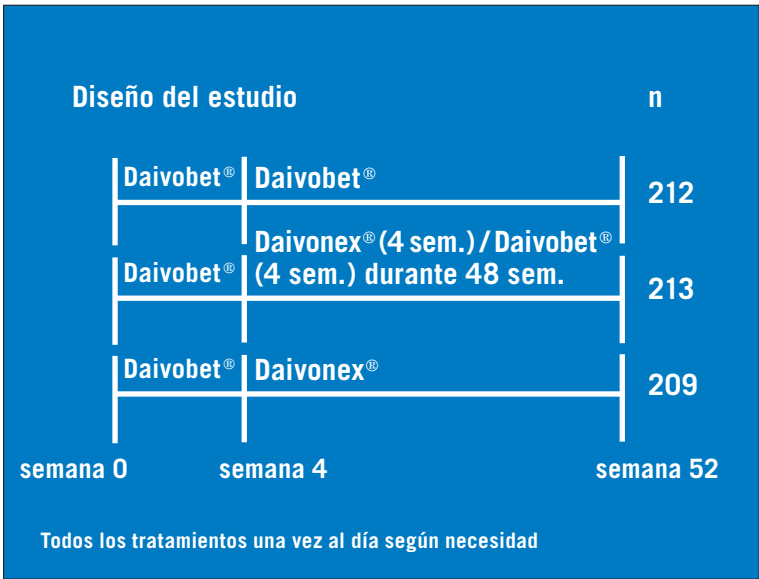 Diseño del estudio n
Daivobet® Daivobet® 212
Daivonex® (4 sem.) / Daivobet®
Daivobet® (4 sem.) durante 48 sem. 213
Daivobet® Daivonex® 209
semana 0 semana 4 semana 52
Todos los tratamientos una vez al día según necesidad